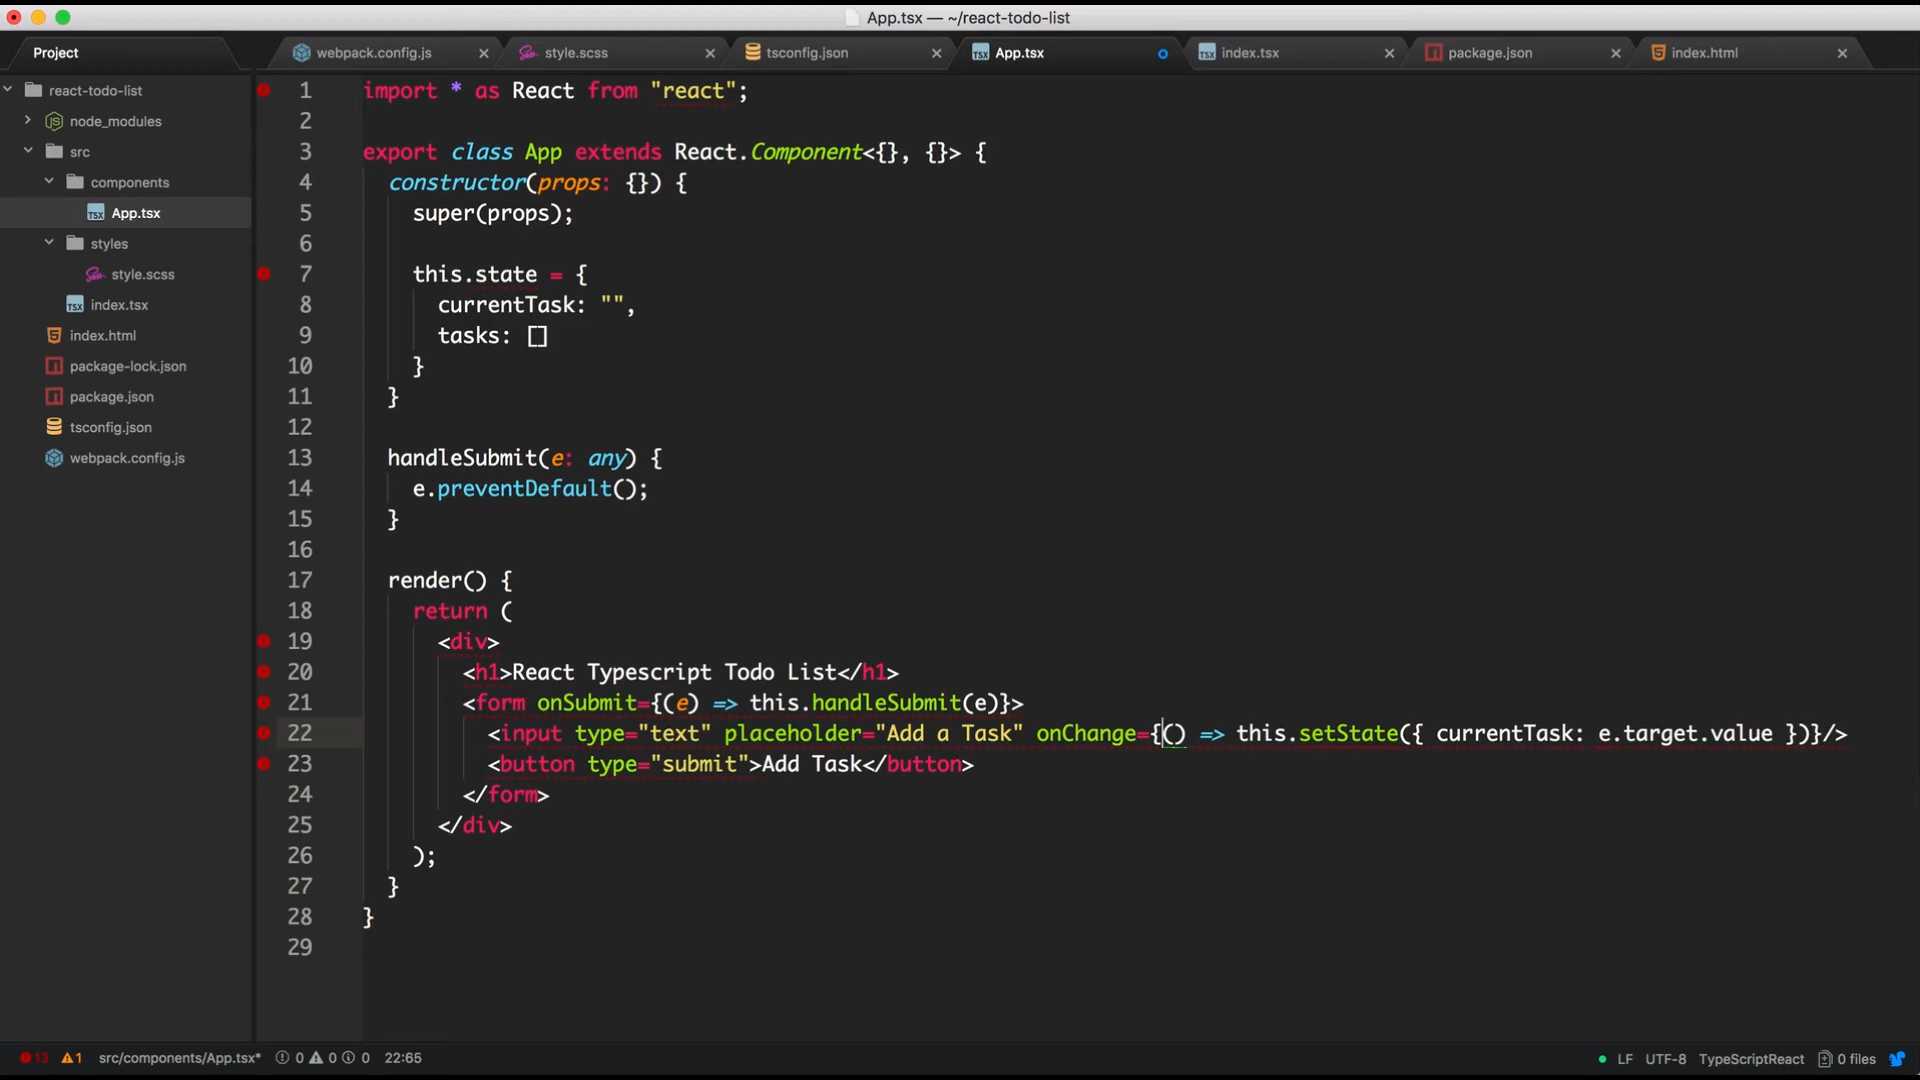 App.tsx — ~/react-todo-list
Project
webpack.config.js
style.scss
tsconfig.json
App.tsx
index.tsx
package.json
index.html
react-todo-list
node_modules
src
components
App.tsx
styles
style.scss
index.tsx
index.html
package-lock.json
package.json
tsconfig.json
webpack.config.js
1 import * as React from "react";
2
3 export class App extends React.Component<{}, {}> {
4 constructor(props: {}) {
5 super(props);
6
7 this.state = {
8 currentTask: "",
9 tasks: []
10 }
11 }
12
13 handleSubmit(e: any) {
14 e.preventDefault();
15 }
16
17 render() {
18 return (
19 <div>
20 <h1>React Typescript Todo List</h1>
21 <form onSubmit={(e) => this.handleSubmit(e)}>
22 <input type="text" placeholder="Add a Task" onChange={() => this.setState({ currentTask: e.target.value })}/>
23 <button type="submit">Add Task</button>
24 </form>
25 </div>
26 );
27 }
28 }
29
13 1 src/components/App.tsx* 0 0 0 22:65 LF UTF-8 TypeScriptReact 0 files